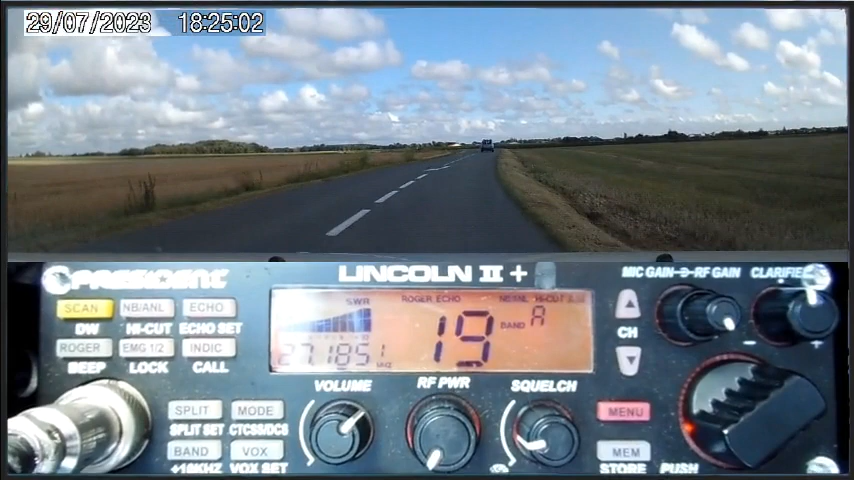 29/07/2023 18:25:02
PRESIDENT
LINCOLN II +
MIC GAIN RF GAIN CLARIFIER
SCAN NB/ANL ECHO
DW HI-CUT ECHO SET
ROGER EMG 1/2 INDIC
BEEP LOCK CALL
SWR
ROGER ECHO NB/ANL HI-CUT
19 BAND A
27.1851 MHZ
CH
VOLUME RF PWR SQUELCH
SPLIT MODE
SPLIT SET CTCSS/DCS
BAND VOX
+10KHZ VOX SET
MENU
MEM
STORE PUSH